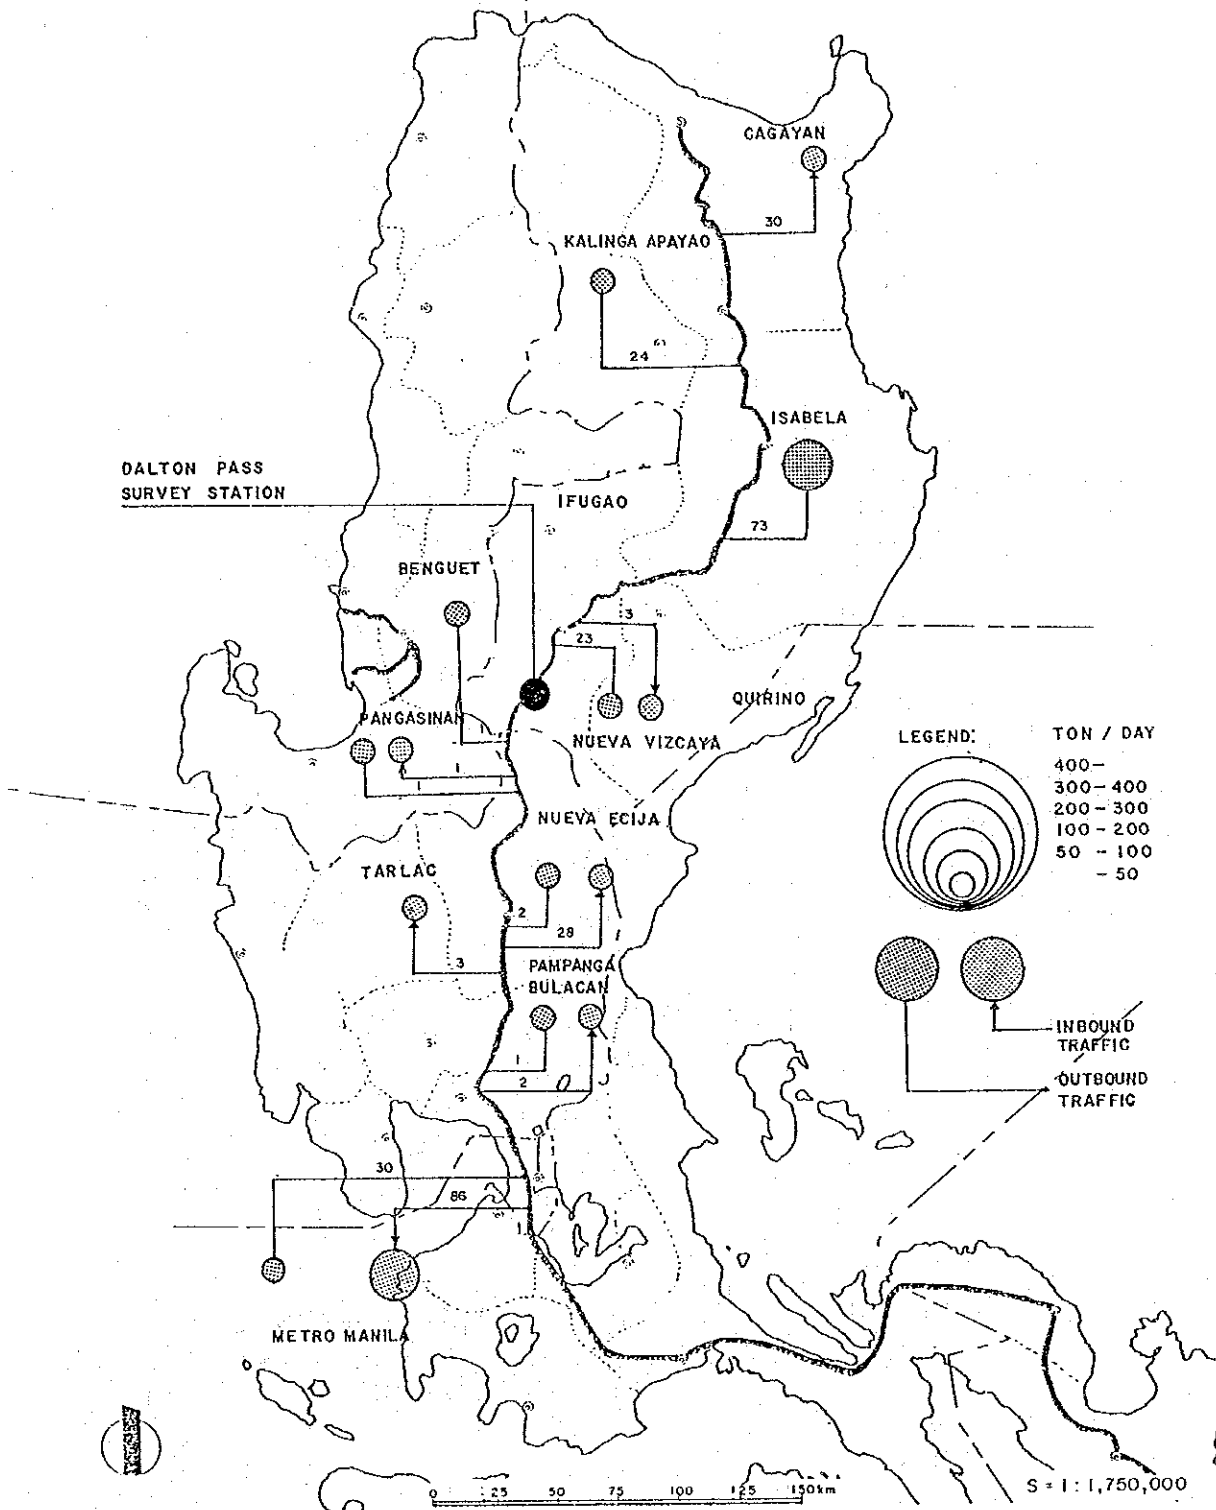 CAGAYAN
30
KALINGA APAYAO
24
ISABELA
DALTON PASS
SURVEY STATION
IFUGAO
73
BENGUET
3
23
QUIRINO
PANGASINAN
1
NUEVA VIZCAYA
LEGEND:
TON / DAY
400-
300-400
200-300
100-200
50 - 100
- 50
NUEVA ECIJA
TARLAC
2
28
3
PAMPANGA
BULACAN
1
2
INBOUND
TRAFFIC
OUTBOUND
TRAFFIC
30
86
1
METRO MANILA
0 25 50 75 100 125 150km
S = 1:1,750,000